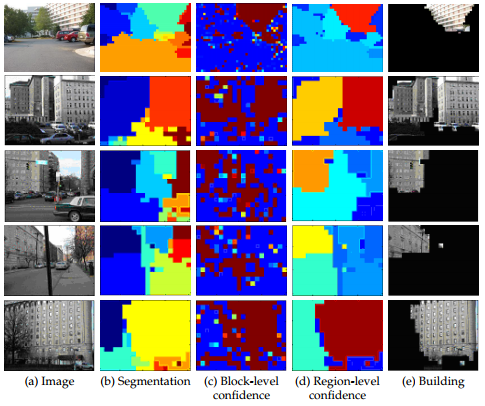 (a) Image (b) Segmentation (c) Block-level (d) Region-level (e) Building
confidence confidence